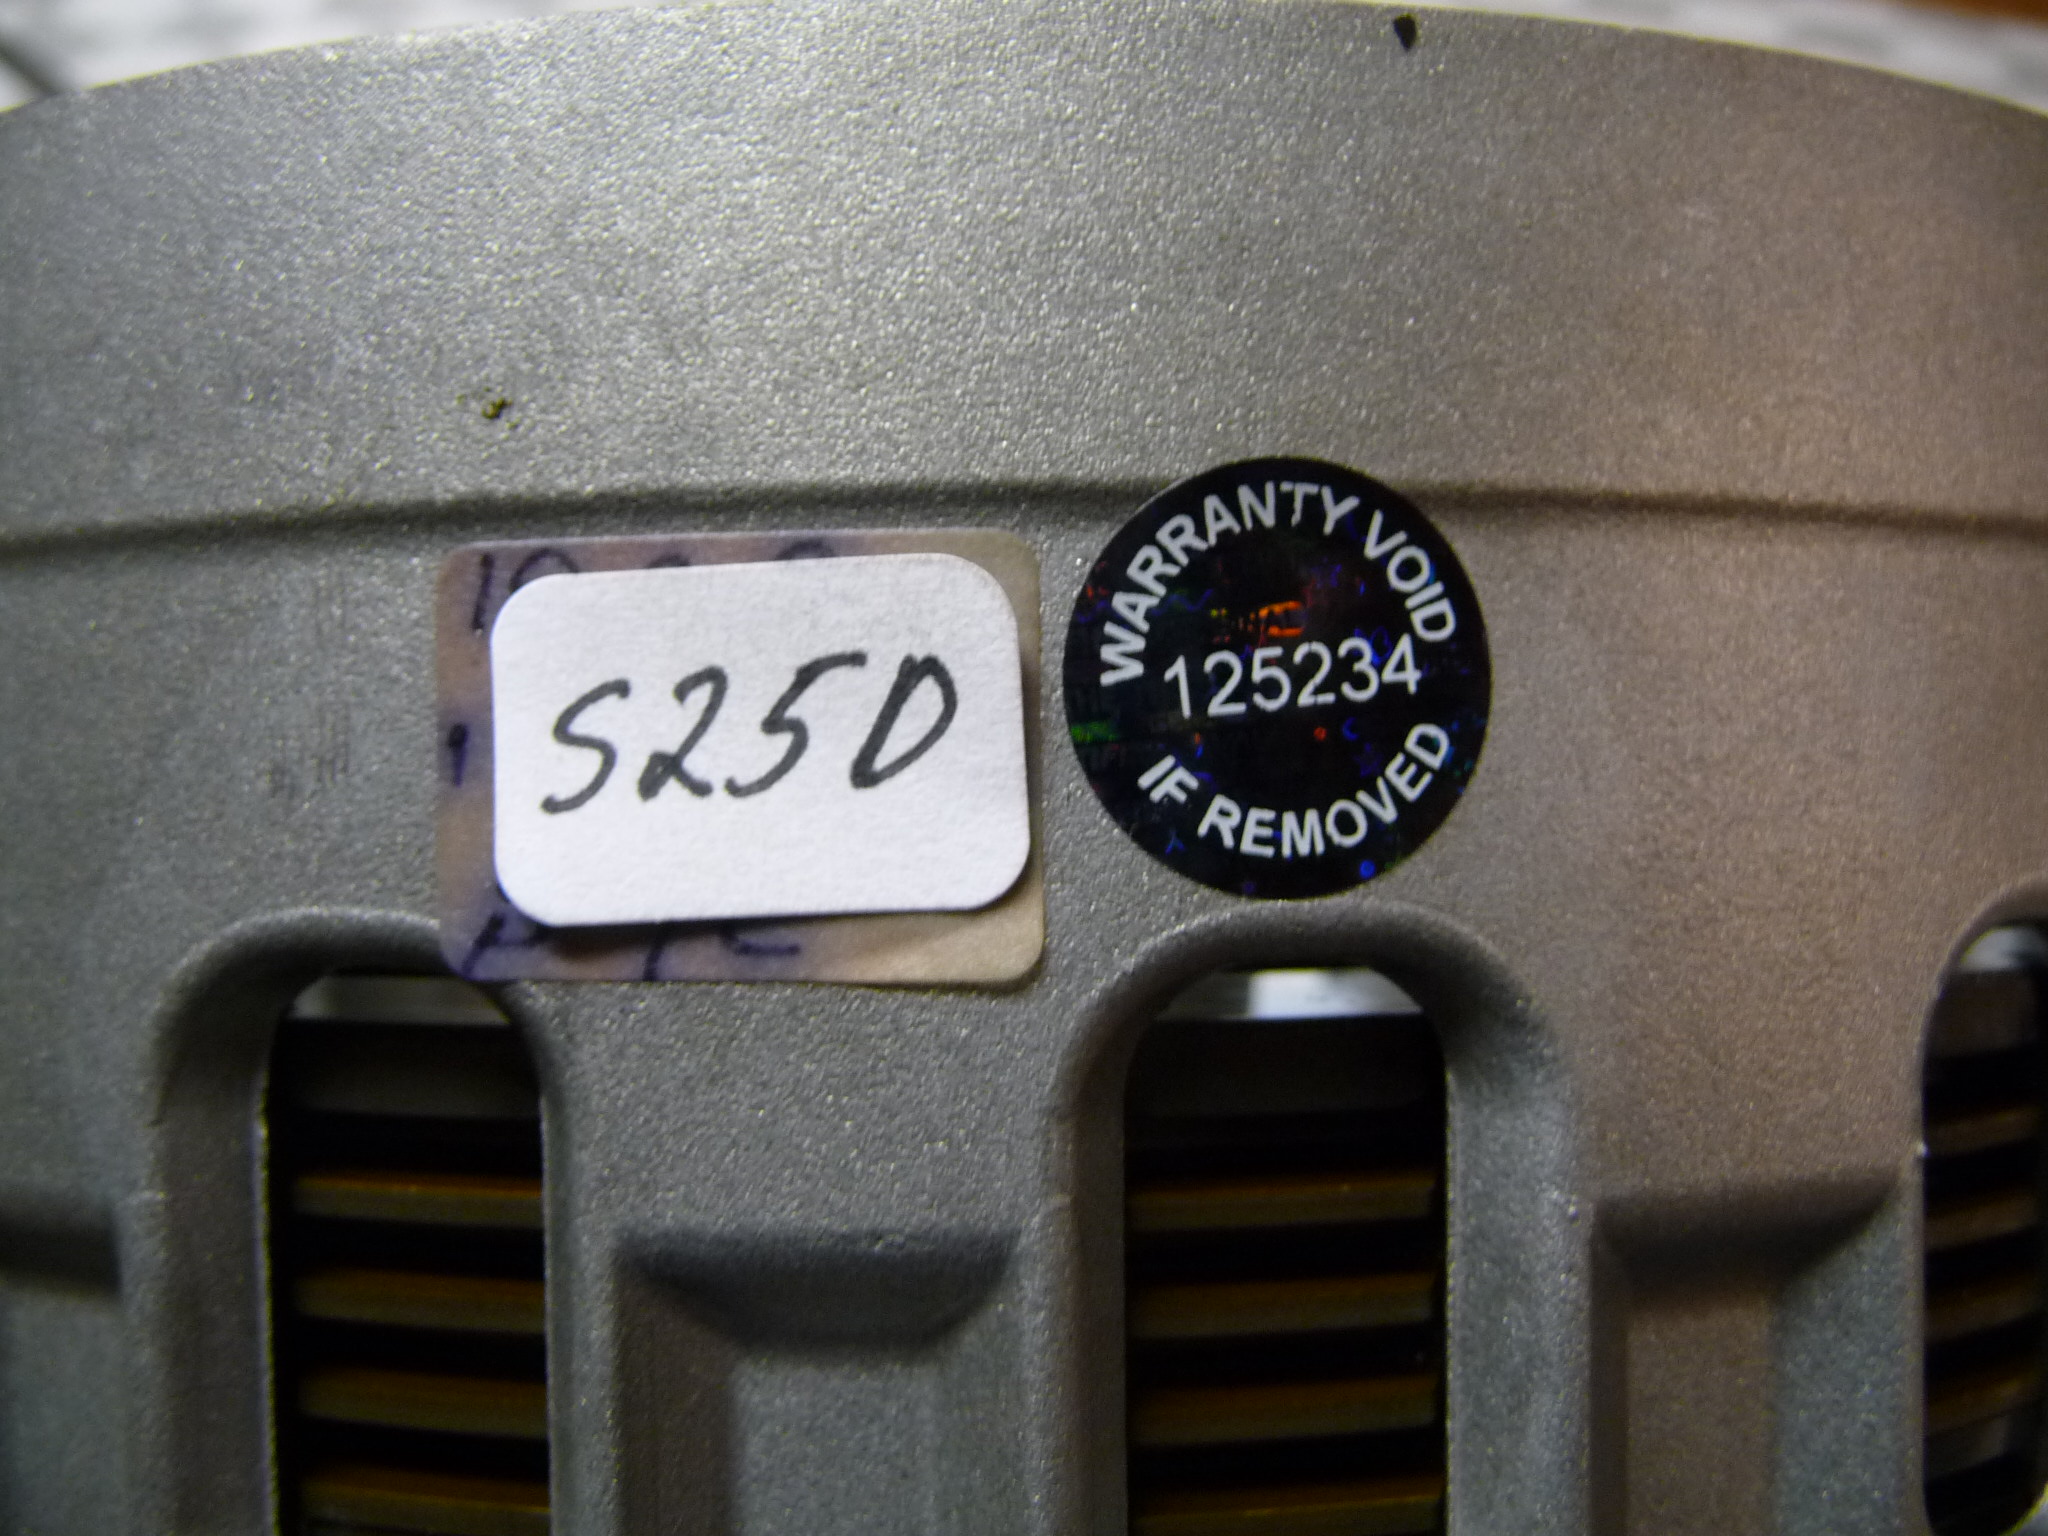 S25D
WARRANTY VOID
125234
IF REMOVED